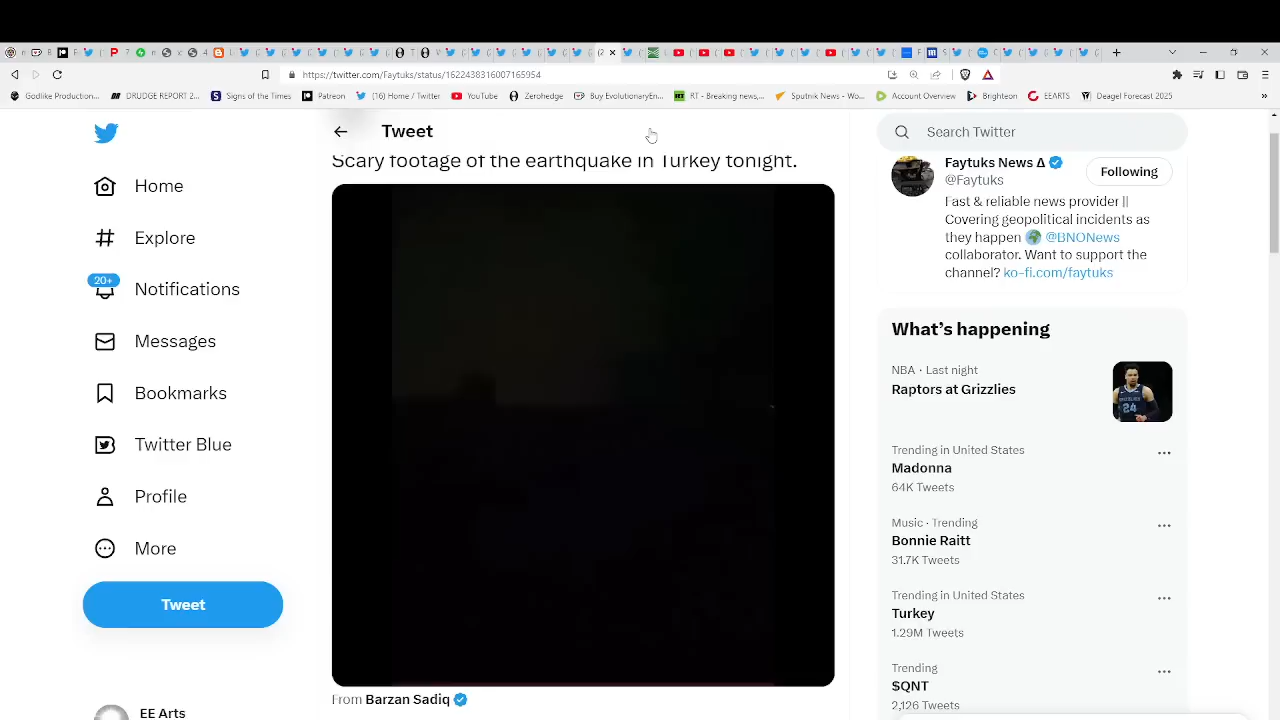 https://twitter.com/Faytuks/status/1622438316007165954
Godlike Production...
DRUDGE REPORT 2...
Signs of the Times
Patreon
(16) Home / Twitter
YouTube
Zerohedge
Buy EvolutionaryEn...
RT - Breaking news,...
Sputnik News - Wo...
Account Overview
Brighteon
EEARTS
Deagel Forecast 2025
Tweet
Search Twitter
Scary footage of the earthquake in Turkey tonight.
Home
Explore
20+
Notifications
Messages
Bookmarks
Twitter Blue
Profile
More
Tweet
EE Arts
From Barzan Sadiq
Faytuks News Δ
@Faytuks
Following
Fast & reliable news provider ||
Covering geopolitical incidents as
they happen @BNONews
collaborator. Want to support the
channel? ko-fi.com/faytuks
What's happening
NBA · Last night
Raptors at Grizzlies
Trending in United States
Madonna
64K Tweets
Music · Trending
Bonnie Raitt
31.7K Tweets
Trending in United States
Turkey
1.29M Tweets
Trending
$QNT
2,126 Tweets